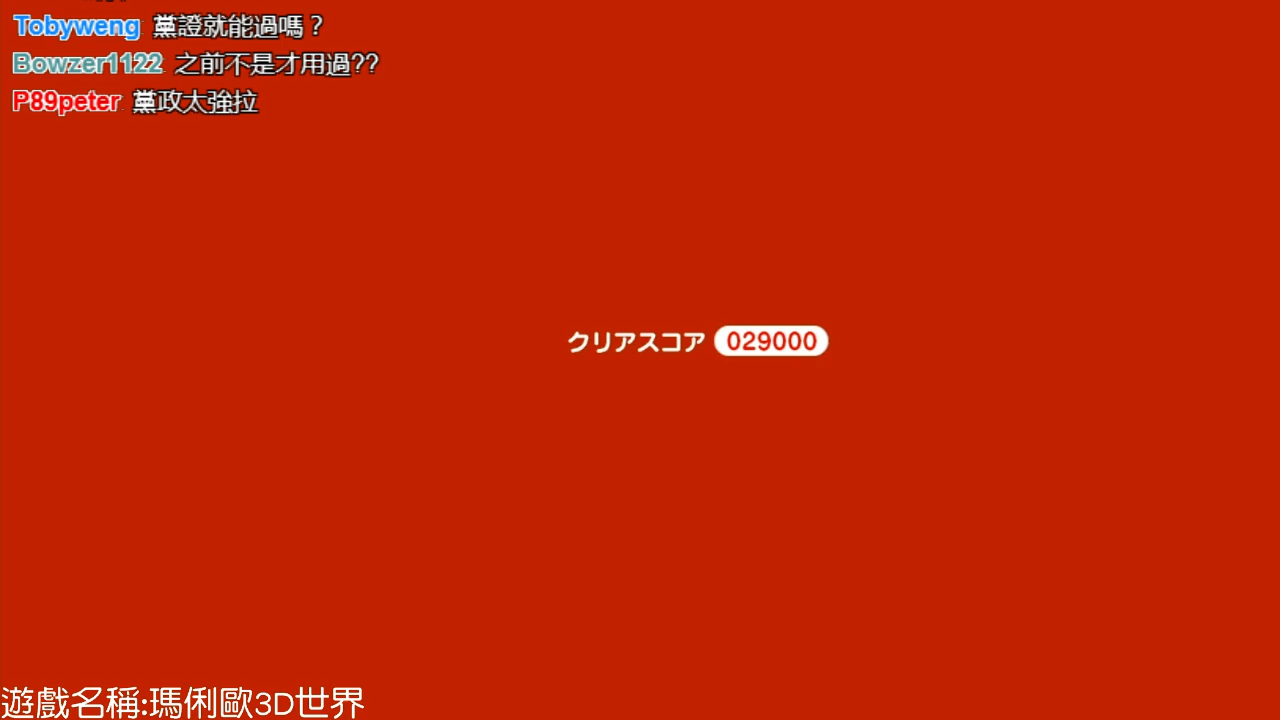 Tobyweng 黨證就能過嗎？
Bowzer1122 之前不是才用過??
P89peter 黨政太強拉
クリアスコア 029000
遊戲名稱:瑪俐歐3D世界